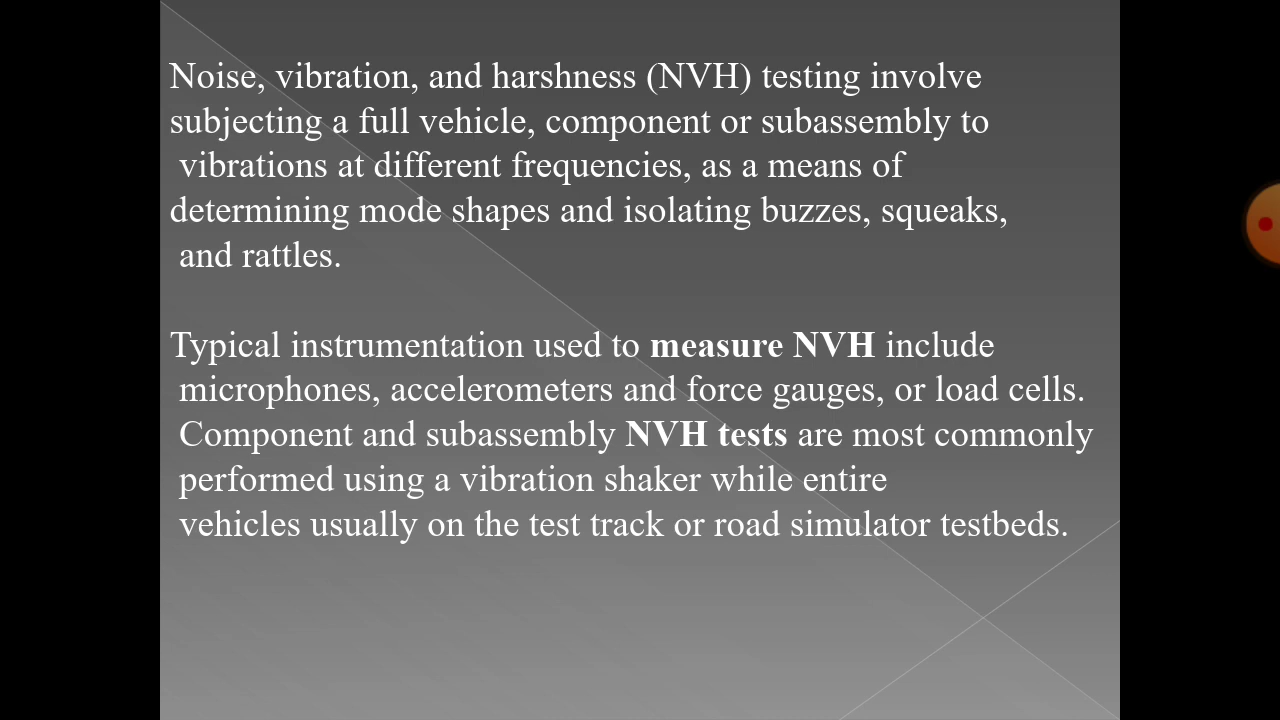 Noise, vibration, and harshness (NVH) testing involve
subjecting a full vehicle, component or subassembly to
vibrations at different frequencies, as a means of
determining mode shapes and isolating buzzes, squeaks,
and rattles.
Typical instrumentation used to measure NVH include
microphones, accelerometers and force gauges, or load cells.
Component and subassembly NVH tests are most commonly
performed using a vibration shaker while entire
vehicles usually on the test track or road simulator testbeds.